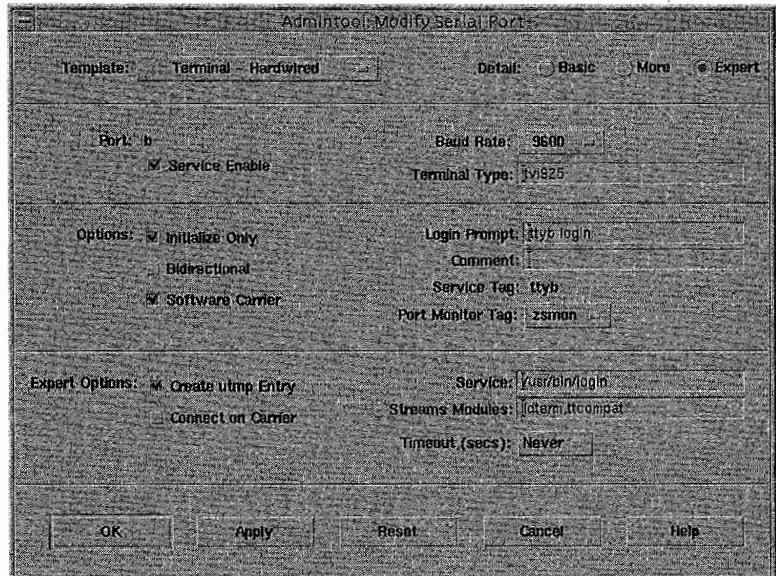 Admintool: Modify Serial Port
Template: Terminal – Hardwired
Detail: Basic More Expert
Port: b
Baud Rate: 9600
Service Enable
Terminal Type: tvi925
Options: Initialize Only
Login Prompt: ttyb login:
Bidirectional
Comment:
Software Carrier
Service Tag: ttyb
Port Monitor Tag: zsmon
Expert Options: Create utmp Entry
Service: /usr/bin/login
Connect on Carrier
Streams Modules: ldterm,ttcompat
Timeout (secs): Never
OK Apply Reset Cancel Help